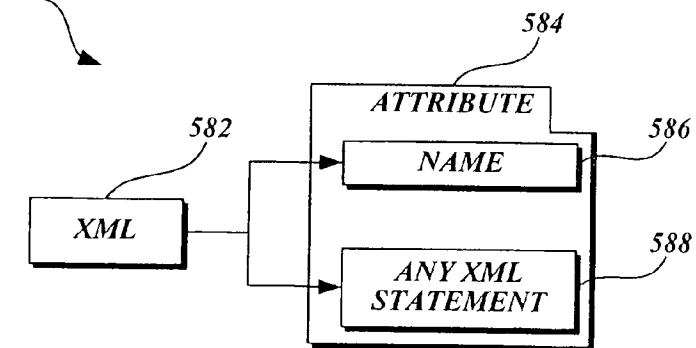 584
ATTRIBUTE
582
586
NAME
XML
588
ANY XML
STATEMENT